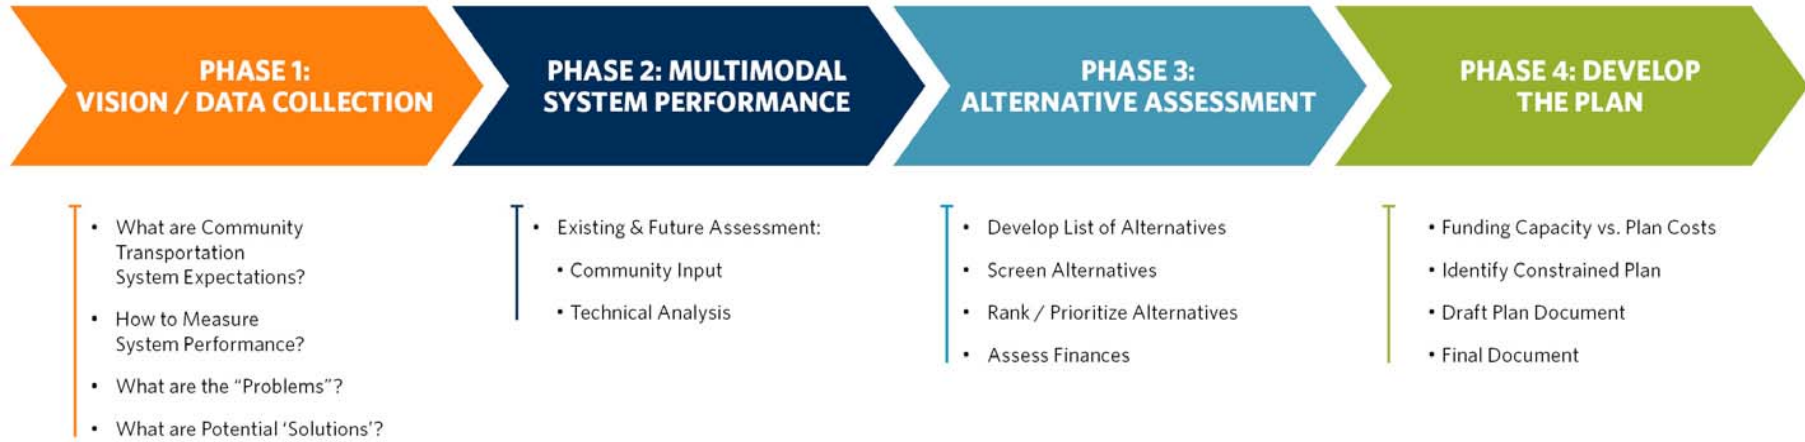 PHASE 1:
VISION / DATA COLLECTION
PHASE 2: MULTIMODAL
SYSTEM PERFORMANCE
PHASE 3:
ALTERNATIVE ASSESSMENT
PHASE 4: DEVELOP
THE PLAN
• What are Community
Transportation
System Expectations?
• How to Measure
System Performance?
• What are the “Problems”?
• What are Potential ‘Solutions’?
• Existing & Future Assessment:
• Community Input
• Technical Analysis
• Develop List of Alternatives
• Screen Alternatives
• Rank / Prioritize Alternatives
• Assess Finances
• Funding Capacity vs. Plan Costs
• Identify Constrained Plan
• Draft Plan Document
• Final Document